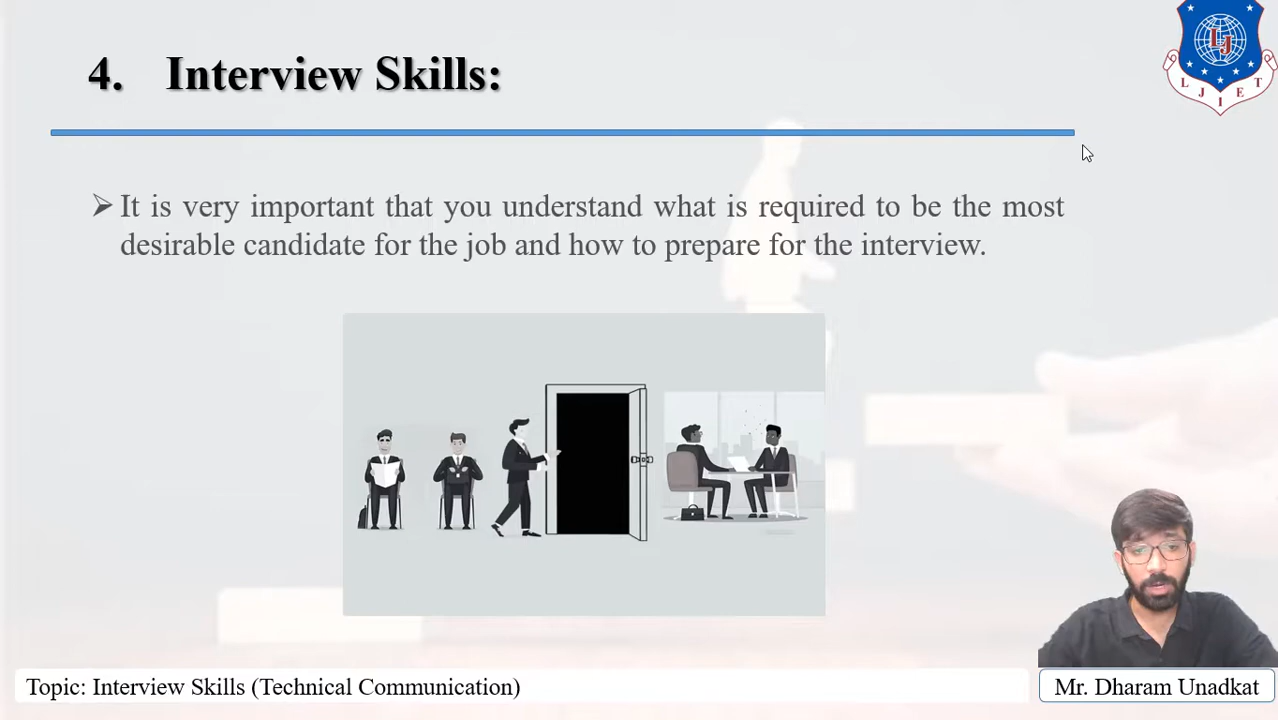 4. Interview Skills:
➢ It is very important that you understand what is required to be the most
desirable candidate for the job and how to prepare for the interview.
LJ
L J I E T
Topic: Interview Skills (Technical Communication)
Mr. Dharam Unadkat